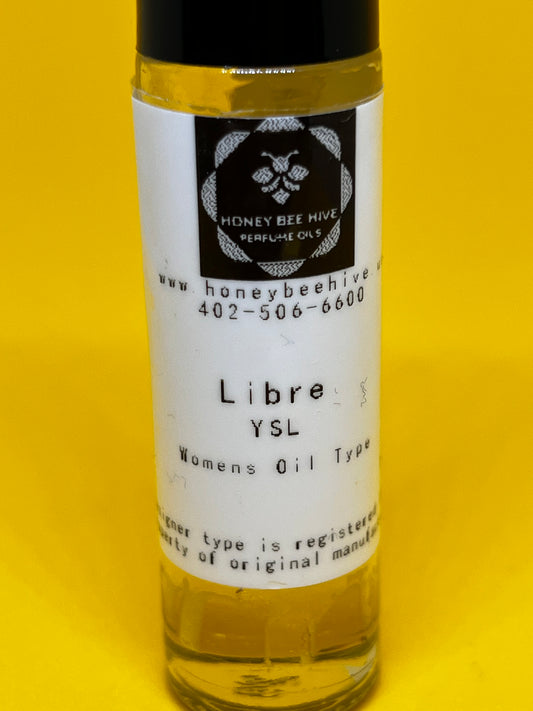 HONEY BEE HIVE
PERFUME OILS
www.honeybeehive.
402-506-6600
Libre
YSL
Womens Oil Type
type is registered
of original